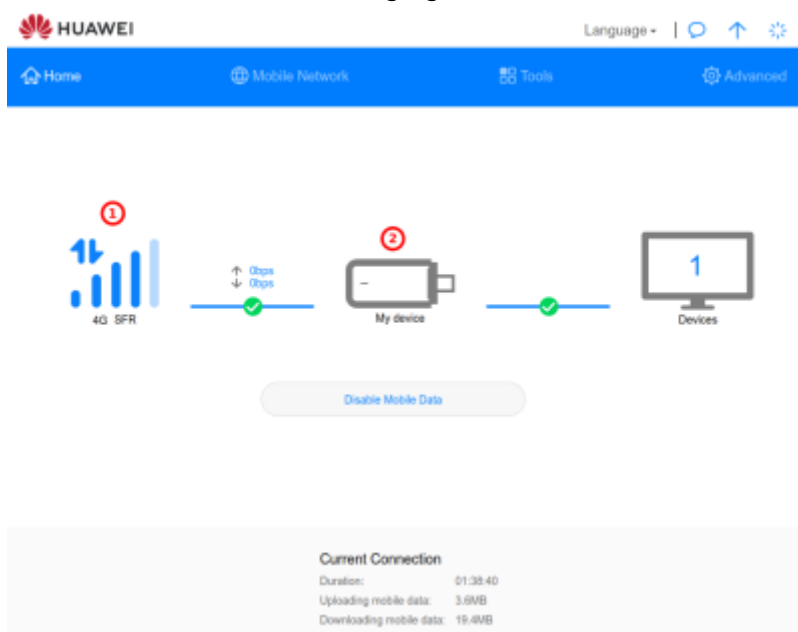 HUAWEI
Language
Home
Mobile Network
Tools
Advanced
1
2
0bps
0bps
1
4G SFR
My device
Devices
Disable Mobile Data
Current Connection
Duration: 01:38:40
Uploading mobile data: 3.6MB
Downloading mobile data: 19.4MB